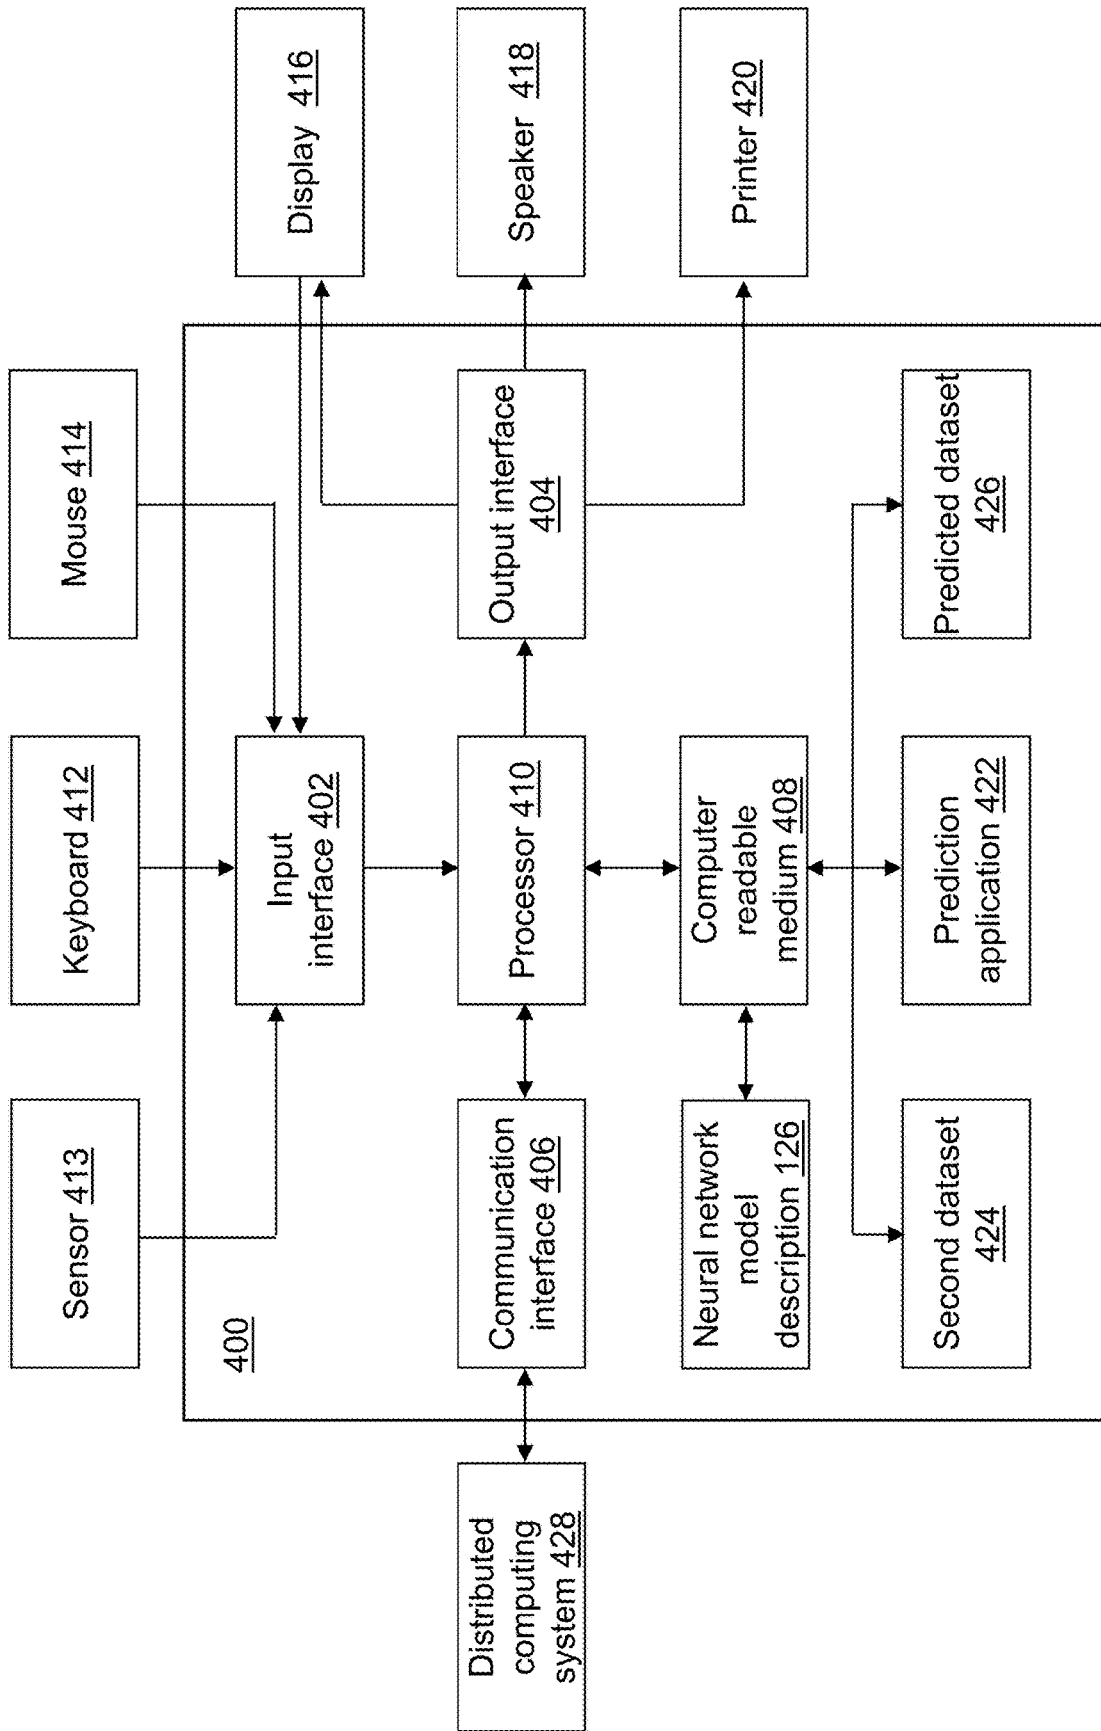 Sensor 413
Keyboard 412
Mouse 414
400
Input
interface 402
Display 416
Distributed
computing
system 428
Communication
interface 406
Processor 410
Output interface
404
Speaker 418
Neural network
model
description 126
Computer
readable
medium 408
Printer 420
Second dataset
424
Prediction
application 422
Predicted dataset
426